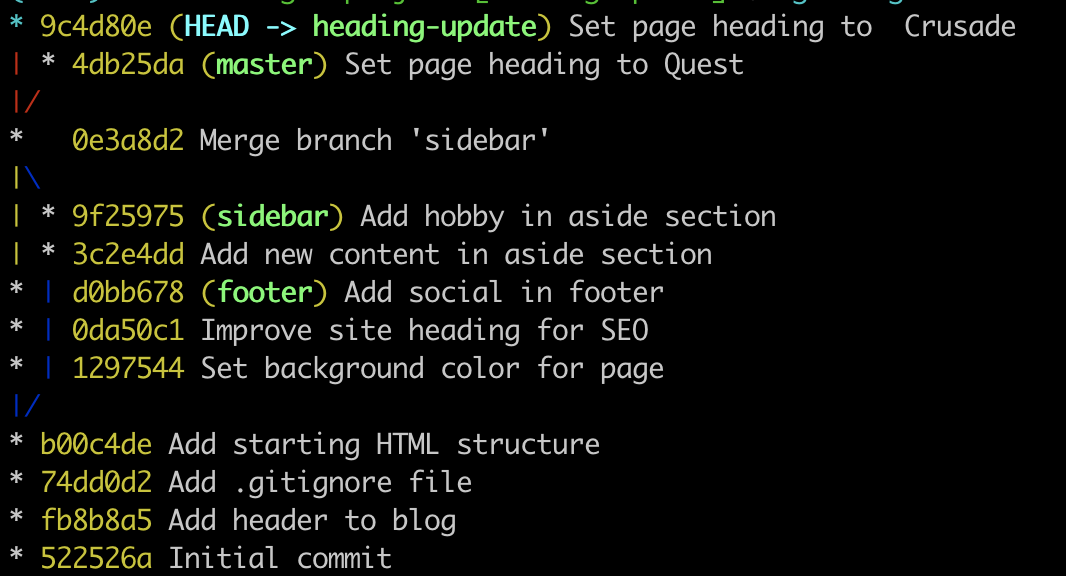 * 9c4d80e (HEAD -> heading-update) Set page heading to  Crusade
| * 4db25da (master) Set page heading to Quest
|/
*   0e3a8d2 Merge branch 'sidebar'
|\
| * 9f25975 (sidebar) Add hobby in aside section
| * 3c2e4dd Add new content in aside section
* | d0bb678 (footer) Add social in footer
* | 0da50c1 Improve site heading for SEO
* | 1297544 Set background color for page
|/
* b00c4de Add starting HTML structure
* 74dd0d2 Add .gitignore file
* fb8b8a5 Add header to blog
* 522526a Initial commit